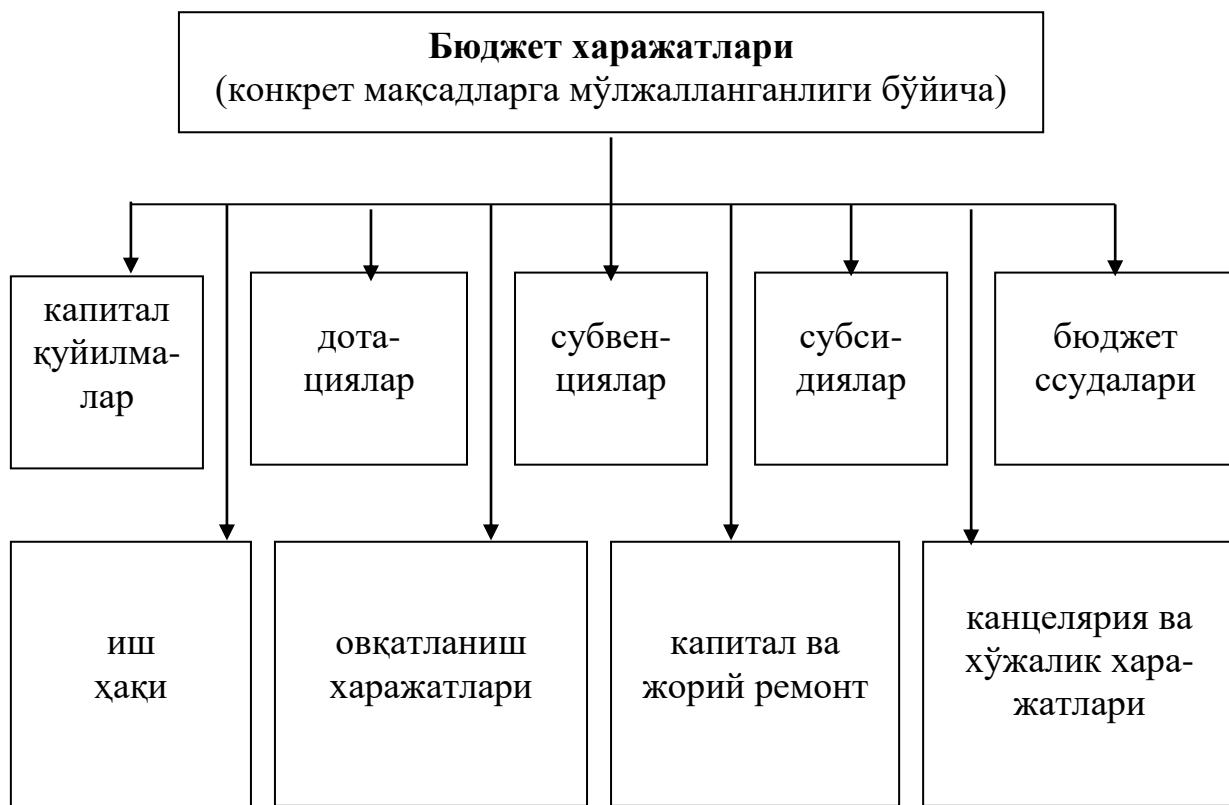 Бюджет харажатлари
(конкрет мақсадларга мўлжалланганлиги бўйича)
капитал
қуйилма-
лар
дота-
циялар
субвен-
циялар
субси-
диялар
бюджет
ссудалари
иш
ҳақи
овқатланиш
харажатлари
капитал ва
жорий ремонт
канцелярия ва
хўжалик хара-
жатлари